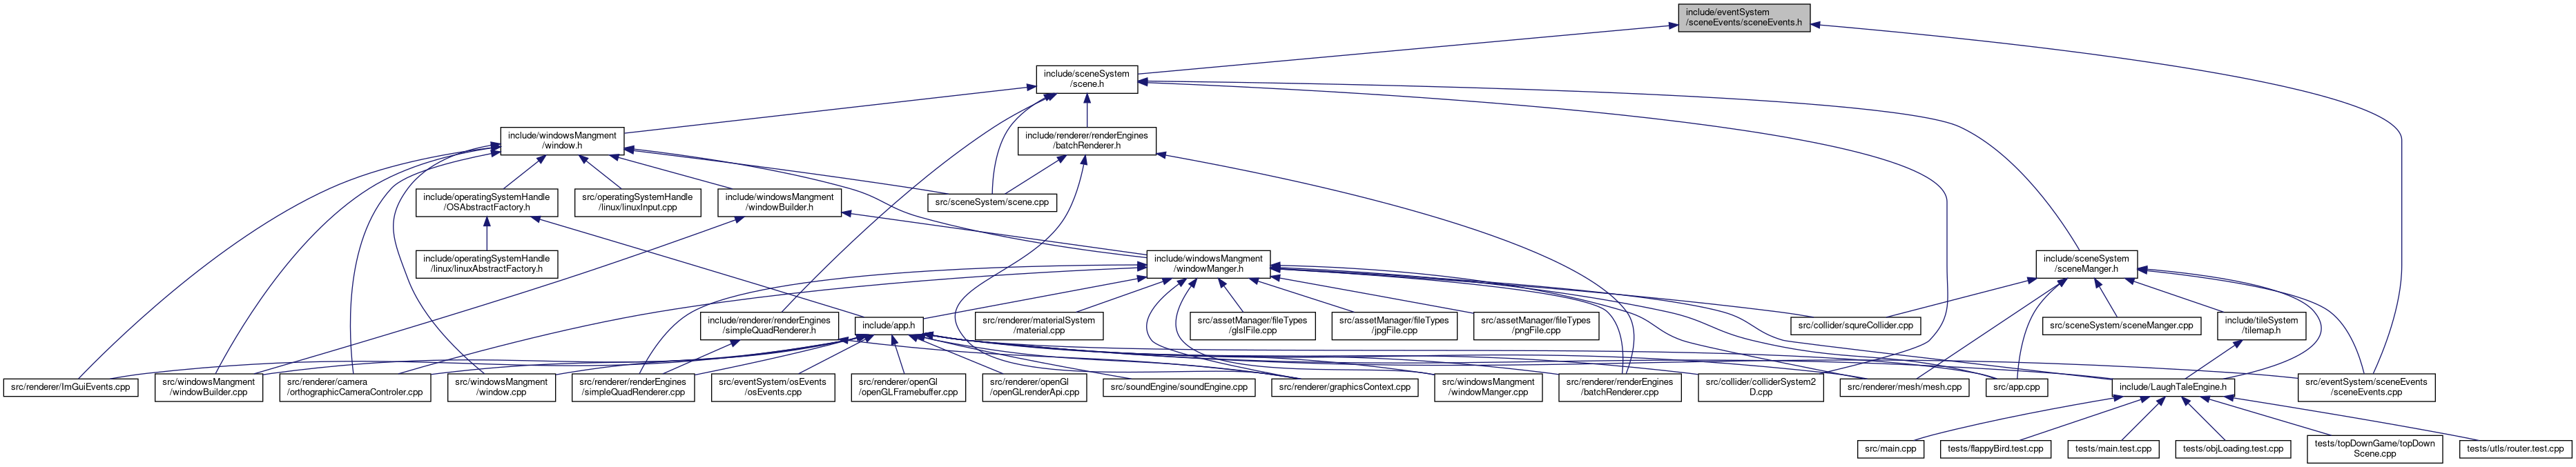 include/eventSystem
/sceneEvents/sceneEvents.h
include/sceneSystem
/scene.h
include/windowsMangment
/window.h
include/renderer/renderEngines
/batchRenderer.h
include/operatingSystemHandle
/OSAbstractFactory.h
src/operatingSystemHandle
/linux/linuxInput.cpp
include/windowsMangment
/windowBuilder.h
src/sceneSystem/scene.cpp
include/operatingSystemHandle
/linux/linuxAbstractFactory.h
include/windowsMangment
/windowManger.h
include/sceneSystem
/sceneManger.h
include/renderer/renderEngines
/simpleQuadRenderer.h
include/app.h
src/renderer/materialSystem
/material.cpp
src/assetManager/fileTypes
/glslFile.cpp
src/assetManager/fileTypes
/jpgFile.cpp
src/assetManager/fileTypes
/pngFile.cpp
src/collider/squreCollider.cpp
src/sceneSystem/sceneManger.cpp
include/tileSystem
/tilemap.h
src/renderer/ImGuiEvents.cpp
src/windowsMangment
/windowBuilder.cpp
src/renderer/camera
/orthographicCameraControler.cpp
src/windowsMangment
/window.cpp
src/renderer/renderEngines
/simpleQuadRenderer.cpp
src/eventSystem/osEvents
/osEvents.cpp
src/renderer/openGl
/openGLFramebuffer.cpp
src/renderer/openGl
/openGLrenderApi.cpp
src/soundEngine/soundEngine.cpp
src/renderer/graphicsContext.cpp
src/windowsMangment
/windowManger.cpp
src/renderer/renderEngines
/batchRenderer.cpp
src/collider/colliderSystem2
D.cpp
src/renderer/mesh/mesh.cpp
src/app.cpp
include/LaughTaleEngine.h
src/eventSystem/sceneEvents
/sceneEvents.cpp
src/main.cpp
tests/flappyBird.test.cpp
tests/main.test.cpp
tests/objLoading.test.cpp
tests/topDownGame/topDown
Scene.cpp
tests/utls/router.test.cpp